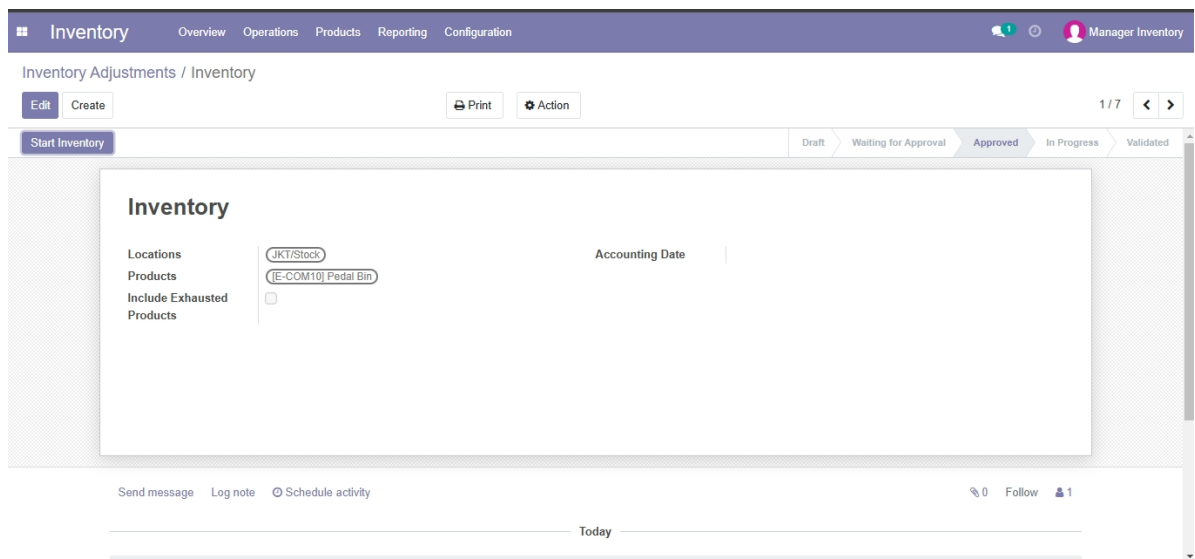 Inventory Overview Operations Products Reporting Configuration 1 Manager Inventory
Inventory Adjustments / Inventory
Edit Create Print Action 1 / 7
Start Inventory Draft Waiting for Approval Approved In Progress Validated
Inventory
Locations JKT/Stock Accounting Date
Products [E-COM10] Pedal Bin
Include Exhausted
Products
Send message Log note Schedule activity 0 Follow 1
Today